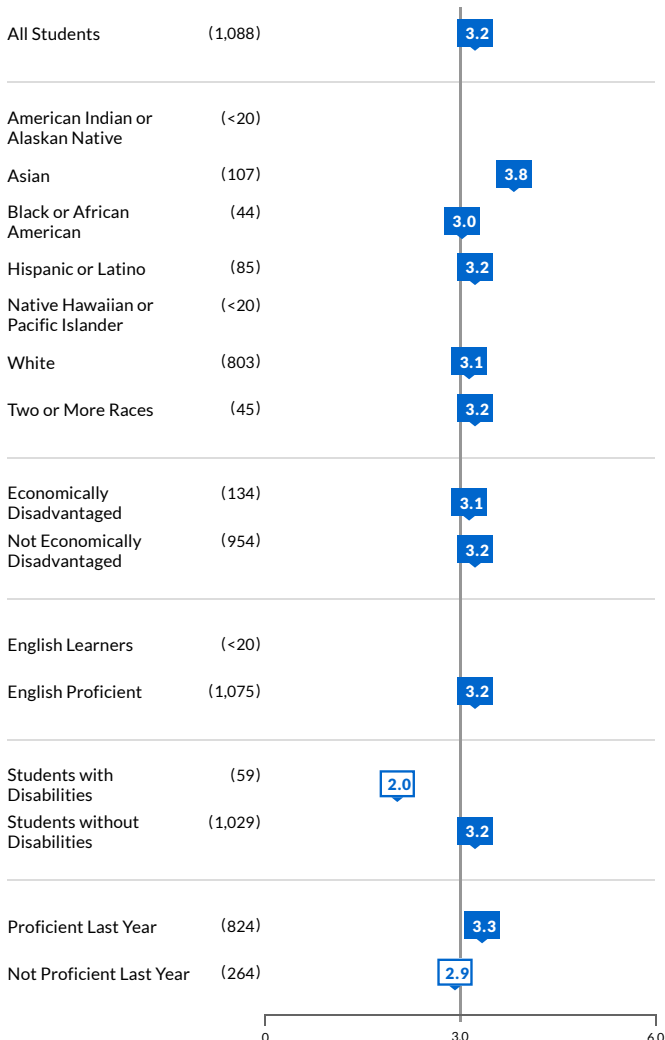 All Students (1,088) 3.2
American Indian or (<20)
Alaskan Native
Asian (107) 3.8
Black or African (44) 3.0
American
Hispanic or Latino (85) 3.2
Native Hawaiian or (<20)
Pacific Islander
White (803) 3.1
Two or More Races (45) 3.2
Economically (134) 3.1
Disadvantaged
Not Economically (954) 3.2
Disadvantaged
English Learners (<20)
English Proficient (1,075) 3.2
Students with (59) 2.0
Disabilities
Students without (1,029) 3.2
Disabilities
Proficient Last Year (824) 3.3
Not Proficient Last Year (264) 2.9
0 3.0 6.0